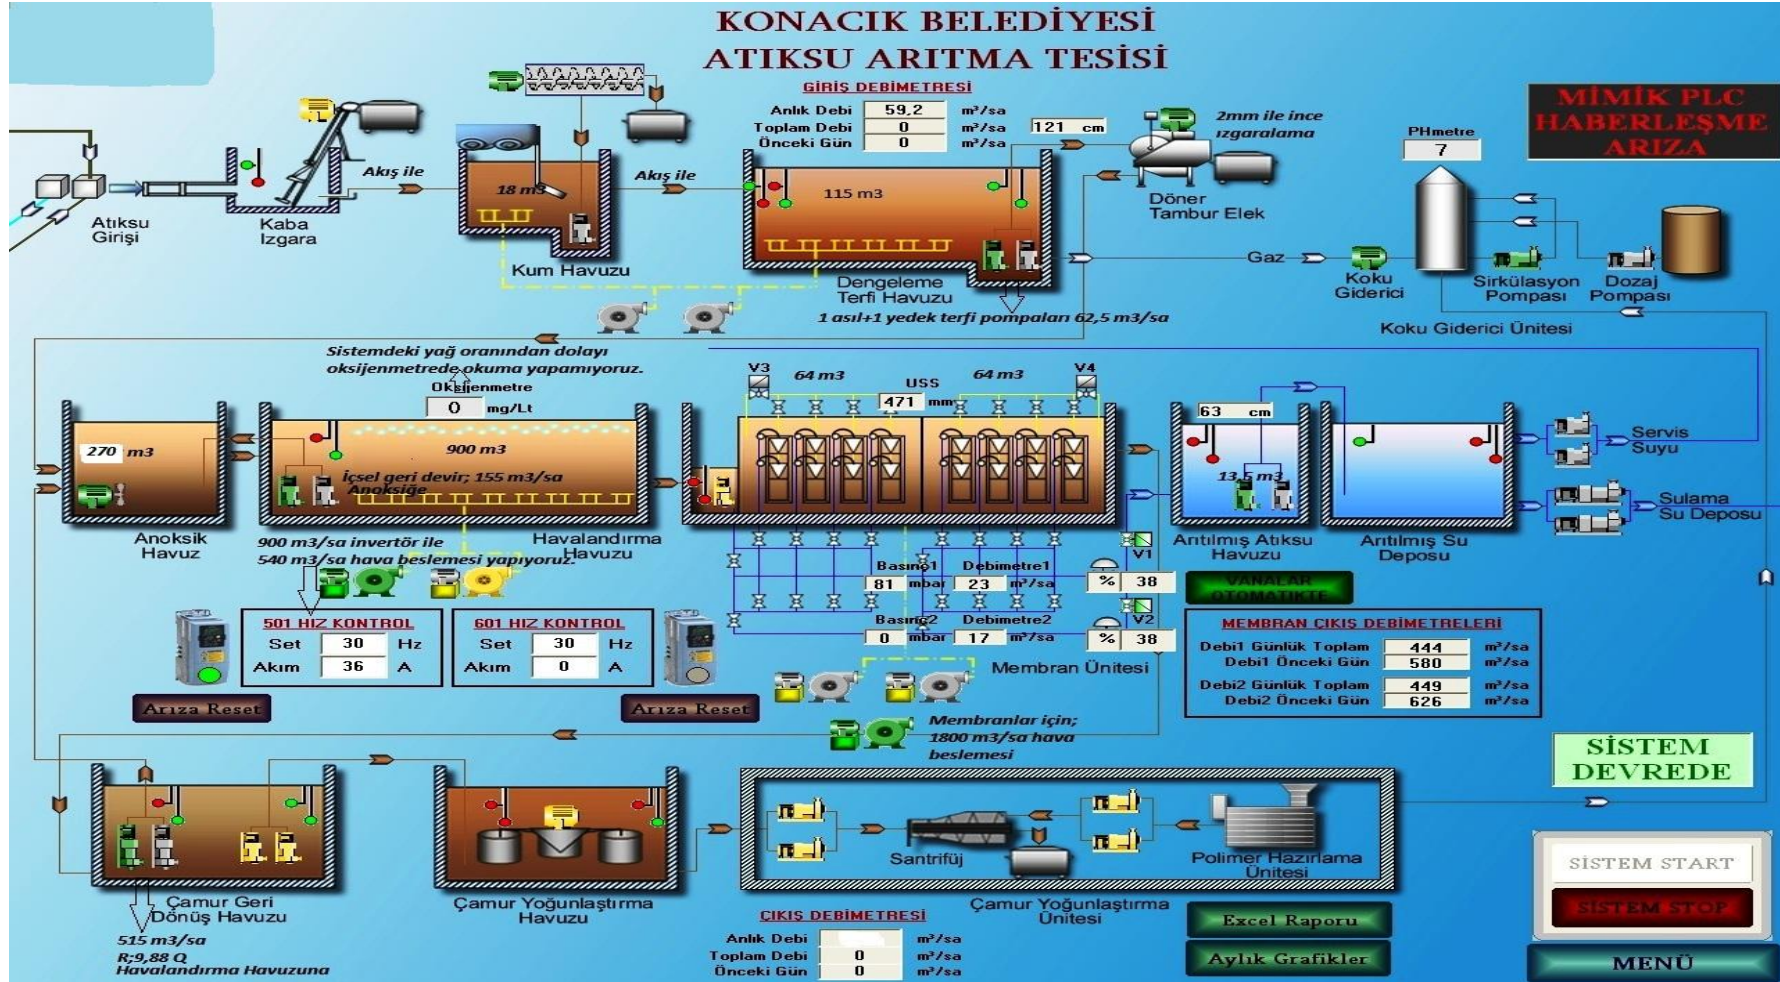 KONACIK BELEDİYESİ
ATIKSU ARITMA TESİSİ
GİRİŞ DEBİMETRESİ
Anlık Debi 59,2 m³/sa
Toplam Debi 0 m³/sa
Önceki Gün 0 m³/sa
121 cm
2mm ile ince
ızgaralama
PHmetre
7
MİMİK PLC
HABERLEŞME
ARIZA
Akış ile
18 m3
Akış ile
115 m3
Atıksu
Girişi
Kaba
Izgara
Kum Havuzu
Dengeleme
Terfi Havuzu
Döner
Tambur Elek
Gaz
Koku
Giderici
Sirkülasyon
Pompası
Dozaj
Pompası
Koku Giderici Ünitesi
1 asıl+1 yedek terfi pompaları 62,5 m3/sa
Sistemdeki yağ oranından dolayı
oksijenmetrede okuma yapamıyoruz.
Oksijenmetre
0 mg/Lt
V3
64 m3
USS
471 mm
64 m3
V4
63 cm
270 m3
900 m3
İçsel geri devir; 155 m3/sa
Anoksiğe
13,5 m3
Servis
Suyu
Sulama
Su Deposu
Anoksik
Havuz
Havalandırma
Havuzu
900 m3/sa invertör ile
540 m3/sa hava beslemesi yapıyoruz.
Arıtılmış Atıksu
Havuzu
Arıtılmış Su
Deposu
V1
Basınç1 Debimetre1
81 mbar 23 m³/sa
% 38
V2
Basınç2 Debimetre2
0 mbar 17 m³/sa
% 38
Membran Ünitesi
VANALAR
OTOMATİKTE
501 HIZ KONTROL
Set 30 Hz
Akım 36 A
601 HIZ KONTROL
Set 30 Hz
Akım 0 A
Arıza Reset
Arıza Reset
MEMBRAN ÇIKIŞ DEBİMETRELERİ
Debi1 Günlük Toplam 444 m³/sa
Debi1 Önceki Gün 580 m³/sa
Debi2 Günlük Toplam 449 m³/sa
Debi2 Önceki Gün 626 m³/sa
Membranlar için;
1800 m3/sa hava
beslemesi
SİSTEM
DEVREDE
Santrifüj
Polimer Hazırlama
Ünitesi
Çamur Geri
Dönüş Havuzu
Çamur Yoğunlaştırma
Havuzu
Çamur Yoğunlaştırma
Ünitesi
515 m3/sa
R;9,88 Q
Havalandırma Havuzuna
ÇIKIŞ DEBİMETRESİ
Anlık Debi m³/sa
Toplam Debi 0 m³/sa
Önceki Gün 0 m³/sa
Excel Raporu
Aylık Grafikler
SİSTEM START
SİSTEM STOP
MENÜ